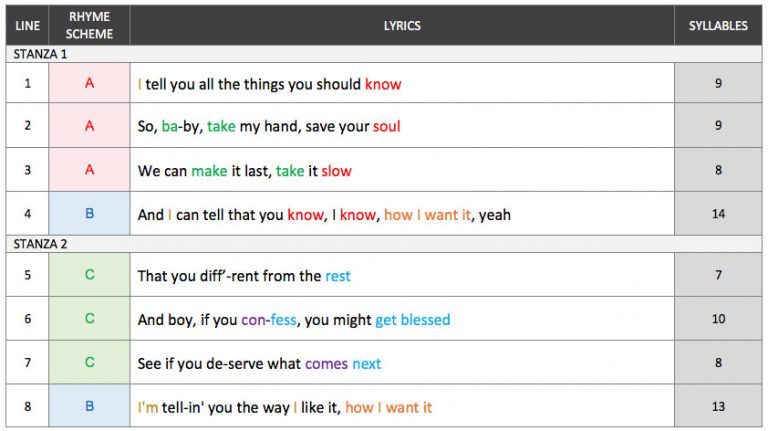 LINE RHYME SCHEME LYRICS SYLLABLES
STANZA 1
1 A I tell you all the things you should know 9
2 A So, ba-by, take my hand, save your soul 9
3 A We can make it last, take it slow 8
4 B And I can tell that you know, I know, how I want it, yeah 14
STANZA 2
5 C That you diff’-rent from the rest 7
6 C And boy, if you con-fess, you might get blessed 10
7 C See if you de-serve what comes next 8
8 B I'm tell-in' you the way I like it, how I want it 13